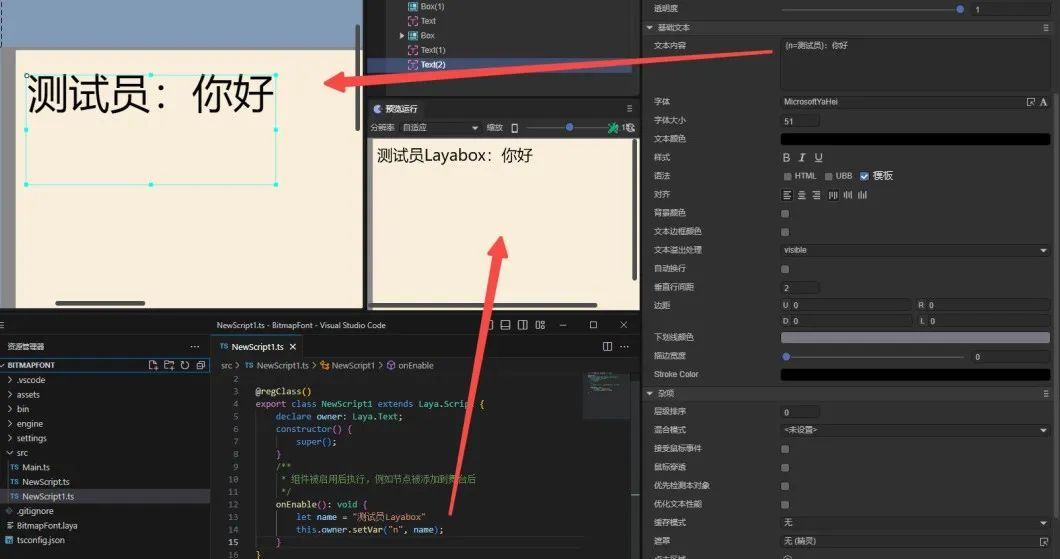 测试员：你好
Box(1)
Text
Box
Text(1)
Text(2)
预览运行
分辨率 自适应 缩放
测试员Layabox：你好
透明度 1
基础文本
文本内容 {n=测试员}：你好
字体 MicrosoftYaHei
字体大小 51
文本颜色
样式 B I U
语法 HTML UBB 模板
对齐
背景颜色
文本边框颜色
文本溢出处理 visible
自动换行
垂直行间距 2
边距 U 0 R 0
D 0 L 0
下划线颜色
描边宽度 0
Stroke Color
杂项
层级排序 0
混合模式 <未设置>
接受鼠标事件
鼠标穿透
优先检测本对象
优化文本性能
缓存模式 无
遮罩 无 (精灵)
NewScript1.ts - BitmapFont - Visual Studio Code
资源管理器 ···
BITMAPFONT
.vscode
assets
bin
engine
settings
src
TS Main.ts
TS NewScript.ts
TS NewScript1.ts
.gitignore
BitmapFont.laya
tsconfig.json
TS NewScript1.ts
src > TS NewScript1.ts > NewScript1 > onEnable
2
3 @regClass()
4 export class NewScript1 extends Laya.Script {
5 declare owner: Laya.Text;
6 constructor() {
7 super();
8 }
9 /**
10 * 组件被启用后执行，例如节点被添加到舞台后
11 */
12 onEnable(): void {
13 let name = "测试员Layabox"
14 this.owner.setVar("n", name);
15 }
16 }